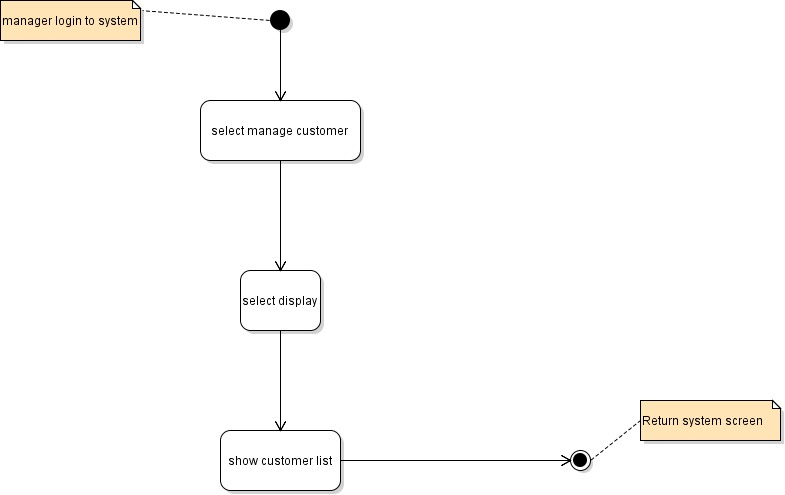 manager login to system
select manage customer
select display
Return system screen
show customer list